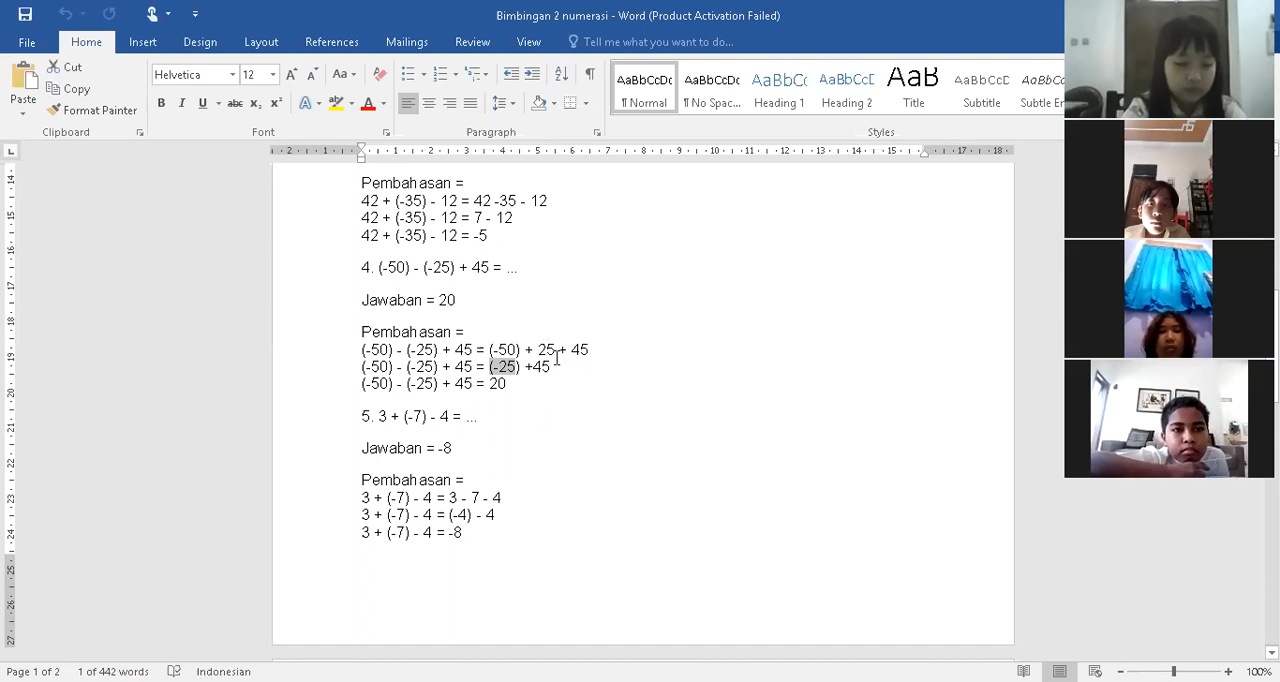 Bimbingan 2 numerasi - Word (Product Activation Failed)
File Home Insert Design Layout References Mailings Review View Tell me what you want to do...
Paste
Cut
Copy
Format Painter
Clipboard
Helvetica 12
Font
Paragraph
AaBbCcDc AaBbCcDc AaBbCc AaBbCcE AaB AaBbCcD
¶ Normal ¶ No Spac... Heading Heading 2 Title Subtitle Subtle
Styles
Pembahasan =
42 + (-35) - 12 = 42 -35 - 12
42 + (-35) - 12 = 7 - 12
42 + (-35) - 12 = -5
4. (-50) - (-25) + 45 = ...
Jawaban = 20
Pembahasan =
(-50) - (-25) + 45 = (-50) + 25 + 45
(-50) - (-25) + 45 = (-25) +45
(-50) - (-25) + 45 = 20
5. 3 + (-7) - 4 = ...
Jawaban = -8
Pembahasan =
3 + (-7) - 4 = 3 - 7 - 4
3 + (-7) - 4 = (-4) - 4
3 + (-7) - 4 = -8
Page 1 of 2 1 of 442 words Indonesian 100%